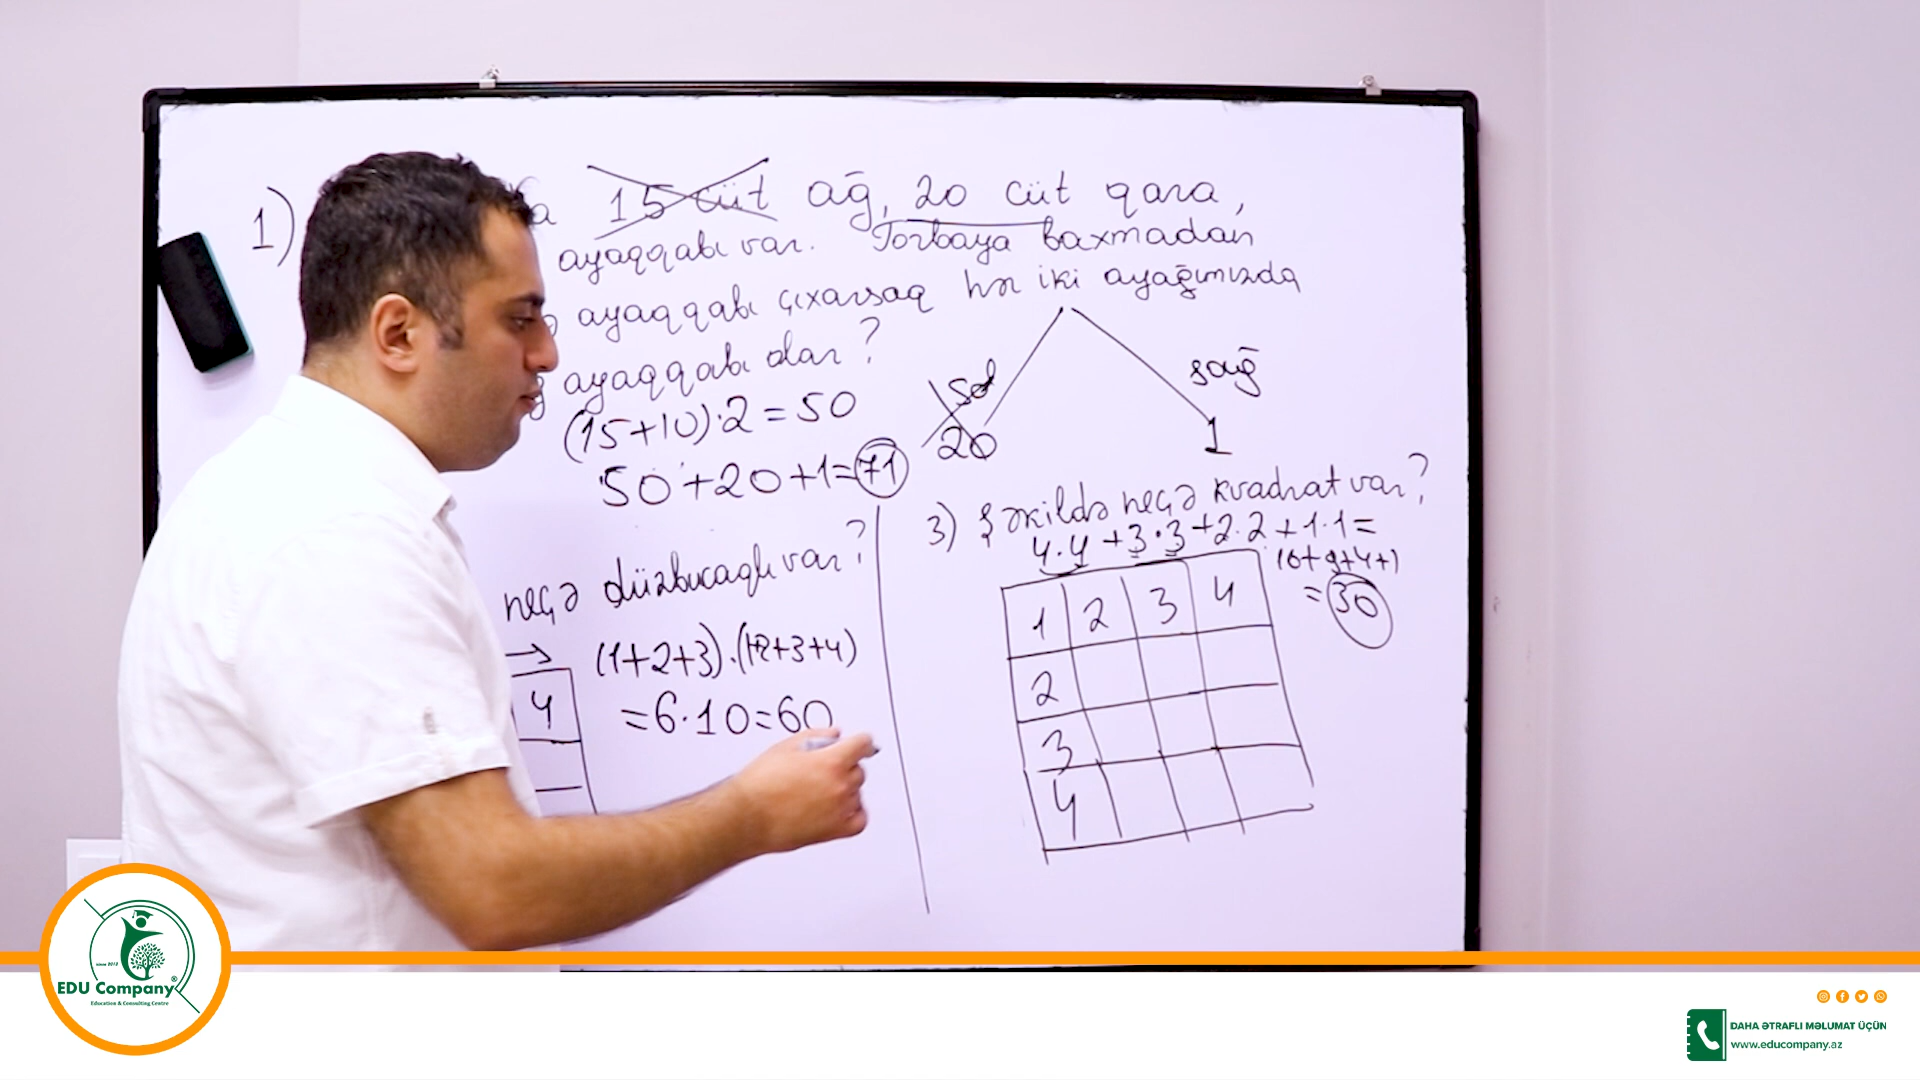 1)
15 cüt ağ, 20 cüt qara,
ayaqqabı var. Torbaya baxmadan
ayaqqabı çıxarsaq hər iki ayağımızda
ayaqqabı olar?
(15+10)·2=50
50+20+1=71
sol
20
sağ
1
neçə düzbucaqlı var?
→ (1+2+3)·(1+2+3+4)
=6·10=60
4
3) Şəkildə neçə kvadrat var?
4·4+3·3+2·2+1·1=
16+9+4+1
=30
1 2 3 4
2
3
4
since 2012
EDU Company®
Education & Consulting Centre
DAHA ƏTRAFLI MƏLUMAT ÜÇÜN
www.educompany.az